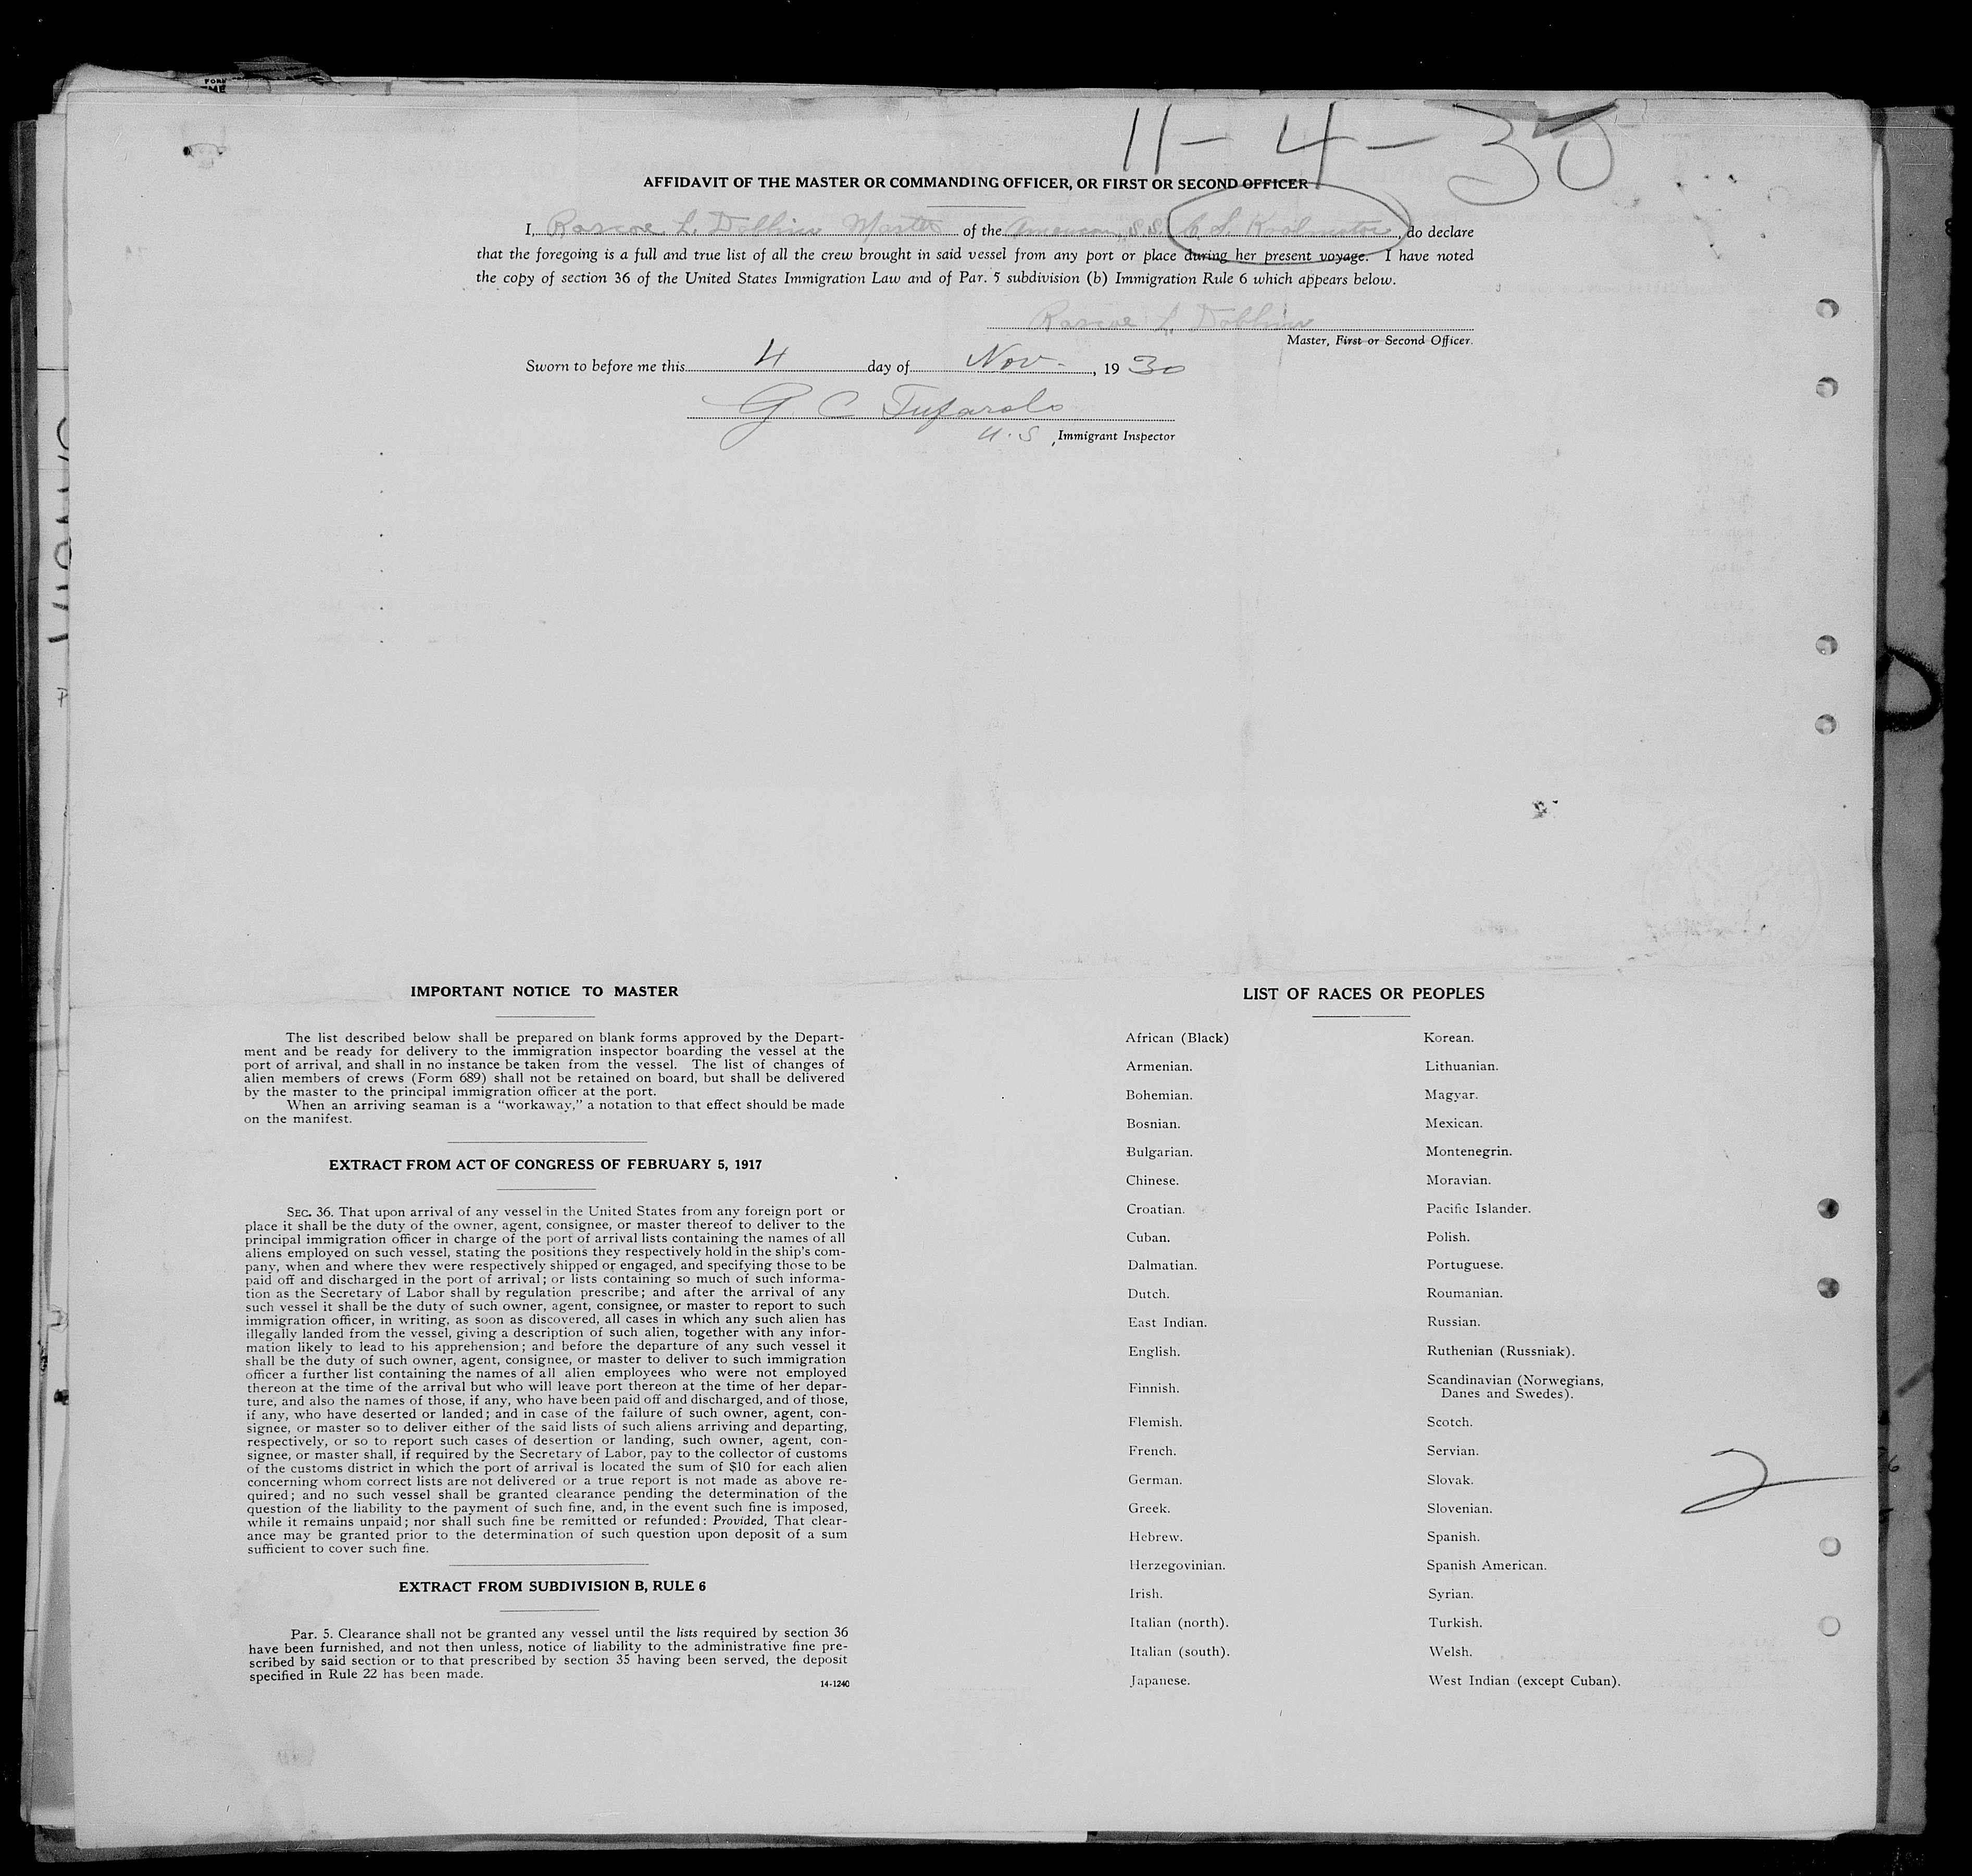 11-4-30
AFFIDAVIT OF THE MASTER OR COMMANDING OFFICER, OR FIRST OR SECOND OFFICER
I, Roscoe L. Dobbins Master of the American S.S. do declare
that the foregoing is a full and true list of all the crew brought in said vessel from any port or place during her present voyage. I have noted
the copy of section 36 of the United States Immigration Law and of Par. 5 subdivision (b) Immigration Rule 6 which appears below.
Roscoe L. Dobbins
Master, First or Second Officer.
Sworn to before me this 4 day of Nov-, 1930
G. C. Tufarolo
U.S, Immigrant Inspector
IMPORTANT NOTICE TO MASTER
The list described below shall be prepared on blank forms approved by the Depart-
ment and be ready for delivery to the immigration inspector boarding the vessel at the
port of arrival, and shall in no instance be taken from the vessel. The list of changes of
alien members of crews (Form 689) shall not be retained on board, but shall be delivered
by the master to the principal immigration officer at the port.
When an arriving seaman is a "workaway," a notation to that effect should be made
on the manifest.
EXTRACT FROM ACT OF CONGRESS OF FEBRUARY 5, 1917
SEC. 36. That upon arrival of any vessel in the United States from any foreign port or
place it shall be the duty of the owner, agent, consignee, or master thereof to deliver to the
principal immigration officer in charge of the port of arrival lists containing the names of all
aliens employed on such vessel, stating the positions they respectively hold in the ship's com-
pany, when and where they were respectively shipped or engaged, and specifying those to be
paid off and discharged in the port of arrival; or lists containing so much of such informa-
tion as the Secretary of Labor shall by regulation prescribe; and after the arrival of any
such vessel it shall be the duty of such owner, agent, consignee, or master to report to such
immigration officer, in writing, as soon as discovered, all cases in which any such alien has
illegally landed from the vessel, giving a description of such alien, together with any infor-
mation likely to lead to his apprehension; and before the departure of any such vessel it
shall be the duty of such owner, agent, consignee, or master to deliver to such immigration
officer a further list containing the names of all alien employees who were not employed
thereon at the time of the arrival but who will leave port thereon at the time of her depar-
ture, and also the names of those, if any, who have been paid off and discharged, and of those,
if any, who have deserted or landed; and in case of the failure of such owner, agent, con-
signee, or master so to deliver either of the said lists of such aliens arriving and departing,
respectively, or so to report such cases of desertion or landing, such owner, agent, con-
signee, or master shall, if required by the Secretary of Labor, pay to the collector of customs
of the customs district in which the port of arrival is located the sum of $10 for each alien
concerning whom correct lists are not delivered or a true report is not made as above re-
quired; and no such vessel shall be granted clearance pending the determination of the
question of the liability to the payment of such fine, and, in the event such fine is imposed,
while it remains unpaid; nor shall such fine be remitted or refunded: Provided, That clear-
ance may be granted prior to the determination of such question upon deposit of a sum
sufficient to cover such fine.
EXTRACT FROM SUBDIVISION B, RULE 6
Par. 5. Clearance shall not be granted any vessel until the lists required by section 36
have been furnished, and not then unless, notice of liability to the administrative fine pre-
scribed by said section or to that prescribed by section 35 having been served, the deposit
specified in Rule 22 has been made.
14-1240
LIST OF RACES OR PEOPLES
African (Black)
Armenian.
Bohemian.
Bosnian.
Bulgarian.
Chinese.
Croatian.
Cuban.
Dalmatian.
Dutch.
East Indian.
English.
Finnish.
Flemish.
French.
German.
Greek.
Hebrew.
Herzegovinian.
Irish.
Italian (north).
Italian (south).
Japanese.
Korean.
Lithuanian.
Magyar.
Mexican.
Montenegrin.
Moravian.
Pacific Islander.
Polish.
Portuguese.
Roumanian.
Russian.
Ruthenian (Russniak).
Scandinavian (Norwegians,
Danes and Swedes).
Scotch.
Servian.
Slovak.
Slovenian.
Spanish.
Spanish American.
Syrian.
Turkish.
Welsh.
West Indian (except Cuban).
2